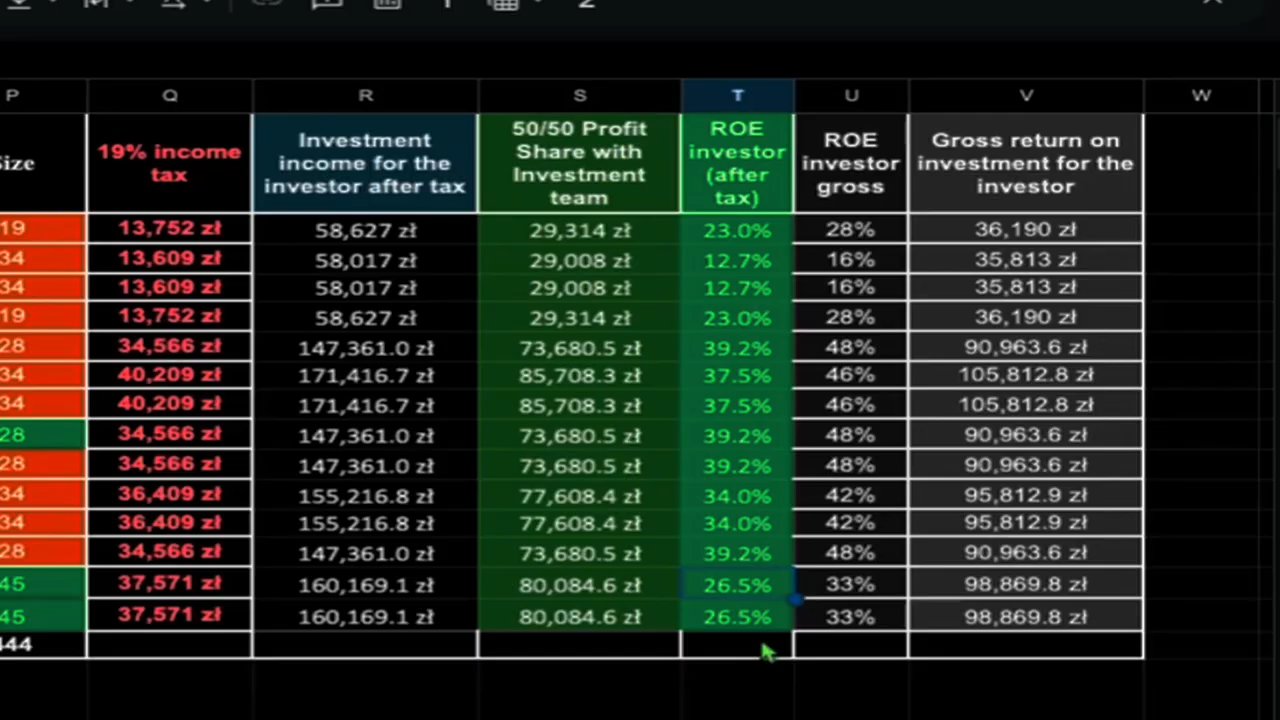 P Q R S T U V W
Size 19% income tax Investment income for the investor after tax 50/50 Profit Share with Investment team ROE investor (after tax) ROE investor gross Gross return on investment for the investor
19 13,752 zł 58,627 zł 29,314 zł 23.0% 28% 36,190 zł
34 13,609 zł 58,017 zł 29,008 zł 12.7% 16% 35,813 zł
34 13,609 zł 58,017 zł 29,008 zł 12.7% 16% 35,813 zł
19 13,752 zł 58,627 zł 29,314 zł 23.0% 28% 36,190 zł
28 34,566 zł 147,361.0 zł 73,680.5 zł 39.2% 48% 90,963.6 zł
34 40,209 zł 171,416.7 zł 85,708.3 zł 37.5% 46% 105,812.8 zł
34 40,209 zł 171,416.7 zł 85,708.3 zł 37.5% 46% 105,812.8 zł
28 34,566 zł 147,361.0 zł 73,680.5 zł 39.2% 48% 90,963.6 zł
28 34,566 zł 147,361.0 zł 73,680.5 zł 39.2% 48% 90,963.6 zł
34 36,409 zł 155,216.8 zł 77,608.4 zł 34.0% 42% 95,812.9 zł
34 36,409 zł 155,216.8 zł 77,608.4 zł 34.0% 42% 95,812.9 zł
28 34,566 zł 147,361.0 zł 73,680.5 zł 39.2% 48% 90,963.6 zł
45 37,571 zł 160,169.1 zł 80,084.6 zł 26.5% 33% 98,869.8 zł
45 37,571 zł 160,169.1 zł 80,084.6 zł 26.5% 33% 98,869.8 zł
444